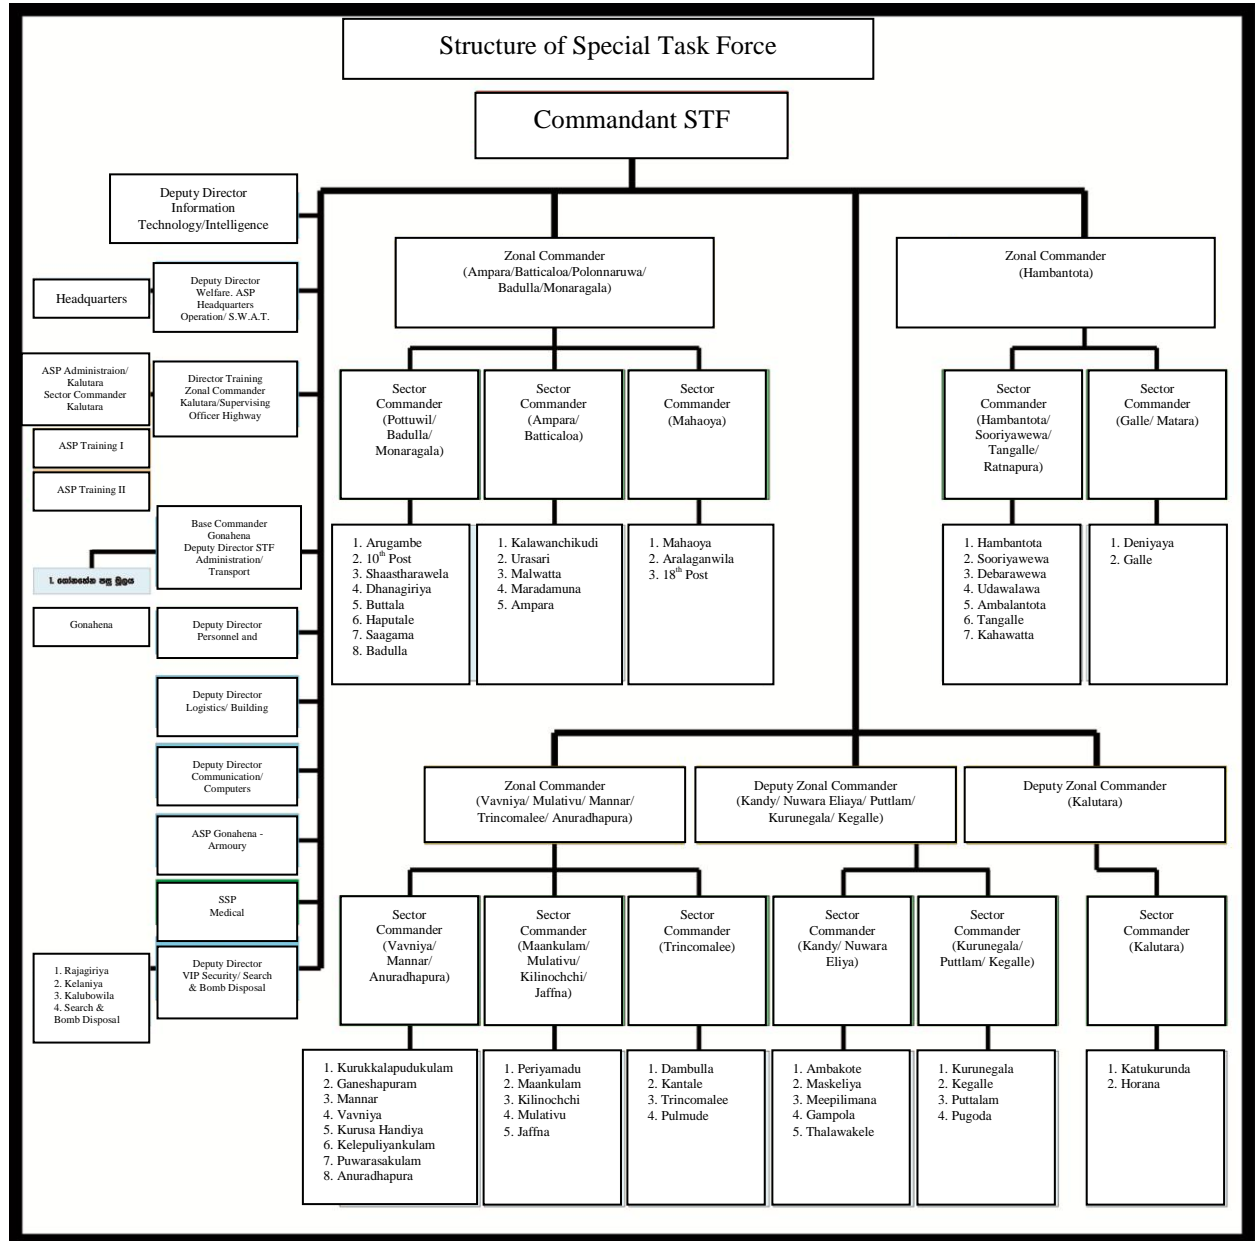 Structure of Special Task Force
Commandant STF
Deputy Director
Information
Technology/Intelligence
Headquarters
Deputy Director
Welfare. ASP
Headquarters
Operation/ S.W.A.T.
ASP Administraion/
Kalutara
Sector Commander
Kalutara
Director Training
Zonal Commander
Kalutara/Supervising
Officer Highway
ASP Training I
ASP Training II
Base Commander
Gonahena
Deputy Director STF
Administration/
Transport
1. ගෝනහේන පසු මූලය
Gonahena
Deputy Director
Personnel and
Deputy Director
Logistics/ Building
Deputy Director
Communication/
Computers
ASP Gonahena -
Armoury
SSP
Medical
Deputy Director
VIP Security/ Search
& Bomb Disposal
1. Rajagiriya
2. Kelaniya
3. Kalubowila
4. Search &
Bomb Disposal
Zonal Commander
(Ampara/Batticaloa/Polonnaruwa/
Badulla/Monaragala)
Sector
Commander
(Pottuwil/
Badulla/
Monaragala)
1. Arugambe
2. 10th Post
3. Shaastharawela
4. Dhanagiriya
5. Buttala
6. Haputale
7. Saagama
8. Badulla
Sector
Commander
(Ampara/
Batticaloa)
1. Kalawanchikudi
2. Urasari
3. Malwatta
4. Maradamuna
5. Ampara
Sector
Commander
(Mahaoya)
1. Mahaoya
2. Aralaganwila
3. 18th Post
Zonal Commander
(Hambantota)
Sector
Commander
(Hambantota/
Sooriyawewa/
Tangalle/
Ratnapura)
1. Hambantota
2. Sooriyawewa
3. Debarawewa
4. Udawalawa
5. Ambalantota
6. Tangalle
7. Kahawatta
Sector
Commander
(Galle/ Matara)
1. Deniyaya
2. Galle
Zonal Commander
(Vavniya/ Mulativu/ Mannar/
Trincomalee/ Anuradhapura)
Sector
Commander
(Vavniya/
Mannar/
Anuradhapura)
1. Kurukkalapudukulam
2. Ganeshapuram
3. Mannar
4. Vavniya
5. Kurusa Handiya
6. Kelepuliyankulam
7. Puwarasakulam
8. Anuradhapura
Sector
Commander
(Maankulam/
Mulativu/
Kilinochchi/
Jaffna)
1. Periyamadu
2. Maankulam
3. Kilinochchi
4. Mulativu
5. Jaffna
Sector
Commander
(Trincomalee)
1. Dambulla
2. Kantale
3. Trincomalee
4. Pulmude
Deputy Zonal Commander
(Kandy/ Nuwara Eliaya/ Puttlam/
Kurunegala/ Kegalle)
Sector
Commander
(Kandy/ Nuwara
Eliya)
1. Ambakote
2. Maskeliya
3. Meepilimana
4. Gampola
5. Thalawakele
Sector
Commander
(Kurunegala/
Puttlam/ Kegalle)
1. Kurunegala
2. Kegalle
3. Puttalam
4. Pugoda
Deputy Zonal Commander
(Kalutara)
Sector
Commander
(Kalutara)
1. Katukurunda
2. Horana